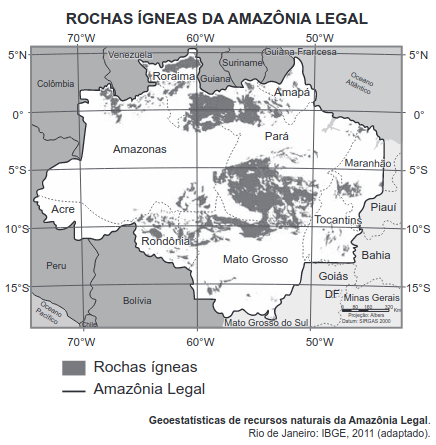 ROCHAS ÍGNEAS DA AMAZÔNIA LEGAL
70°W 60°W 50°W
5°N 5°N
Venezuela
Guiana Francesa
Suriname
Roraima
Guiana
Colômbia
Oceano
Atlântico
Amapá
0° 0°
Pará
Amazonas
Maranhão
5°S 5°S
Acre
Piauí
Tocantins
10°S 10°S
Rondônia
Bahia
Mato Grosso
Peru
Goiás
DF
15°S 15°S
Bolívia
Minas Gerais
0 80 160 320
Km
Projeção: Albers
Datum: SIRGAS 2000
Oceano
Pacífico
Chile
Mato Grosso do Sul
70°W 60°W 50°W
Rochas ígneas
Amazônia Legal
Geoestatísticas de recursos naturais da Amazônia Legal.
Rio de Janeiro: IBGE, 2011 (adaptado).